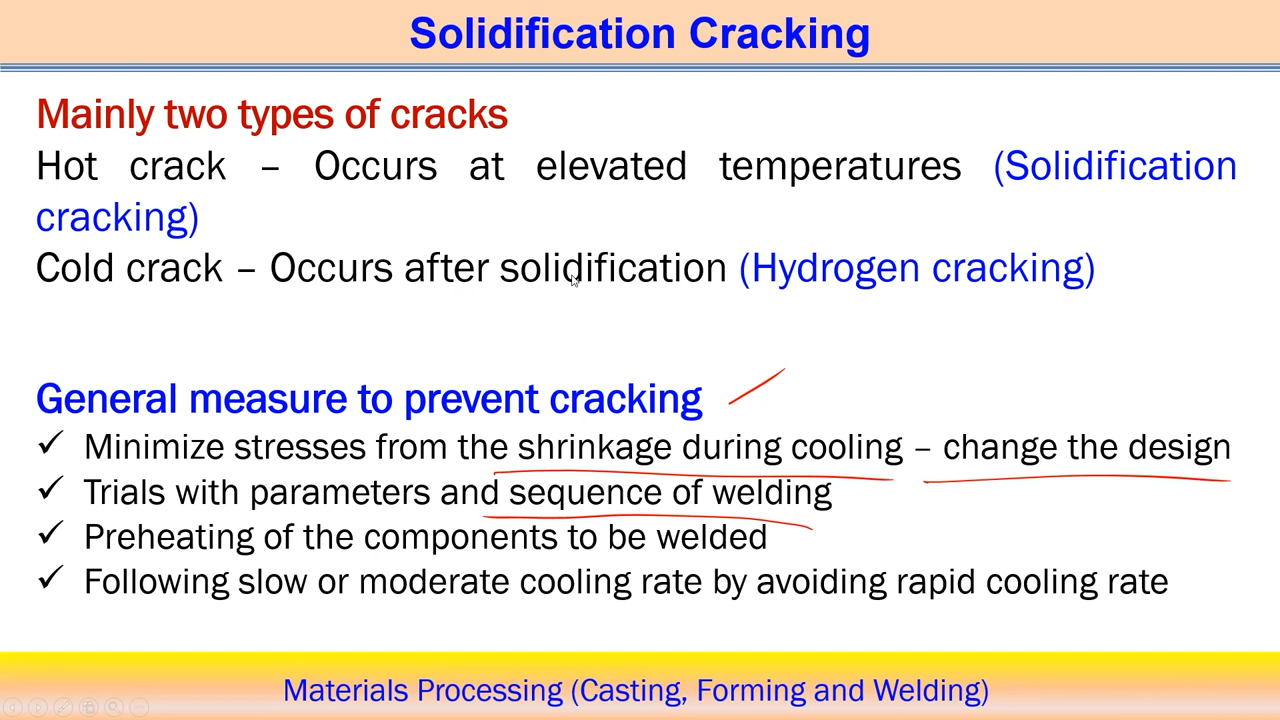 Solidification Cracking
Mainly two types of cracks
Hot crack – Occurs at elevated temperatures (Solidification
cracking)
Cold crack – Occurs after solidification (Hydrogen cracking)
General measure to prevent cracking
✓ Minimize stresses from the shrinkage during cooling – change the design
✓ Trials with parameters and sequence of welding
✓ Preheating of the components to be welded
✓ Following slow or moderate cooling rate by avoiding rapid cooling rate
Materials Processing (Casting, Forming and Welding)